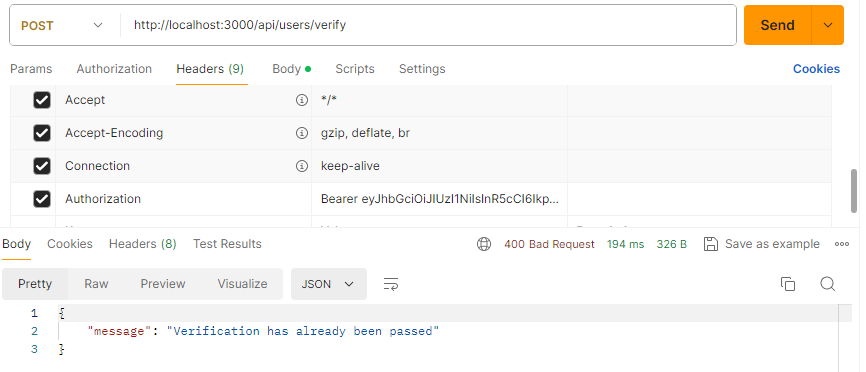 POST http://localhost:3000/api/users/verify Send
Params Authorization Headers (9) Body Scripts Settings Cookies
Accept */*
Accept-Encoding gzip, deflate, br
Connection keep-alive
Authorization Bearer eyJhbGciOiJIUzI1NiIsInR5cCI6Ikp...
Body Cookies Headers (8) Test Results 400 Bad Request 194 ms 326 B Save as example
Pretty Raw Preview Visualize JSON
1 {
2 "message": "Verification has already been passed"
3 }